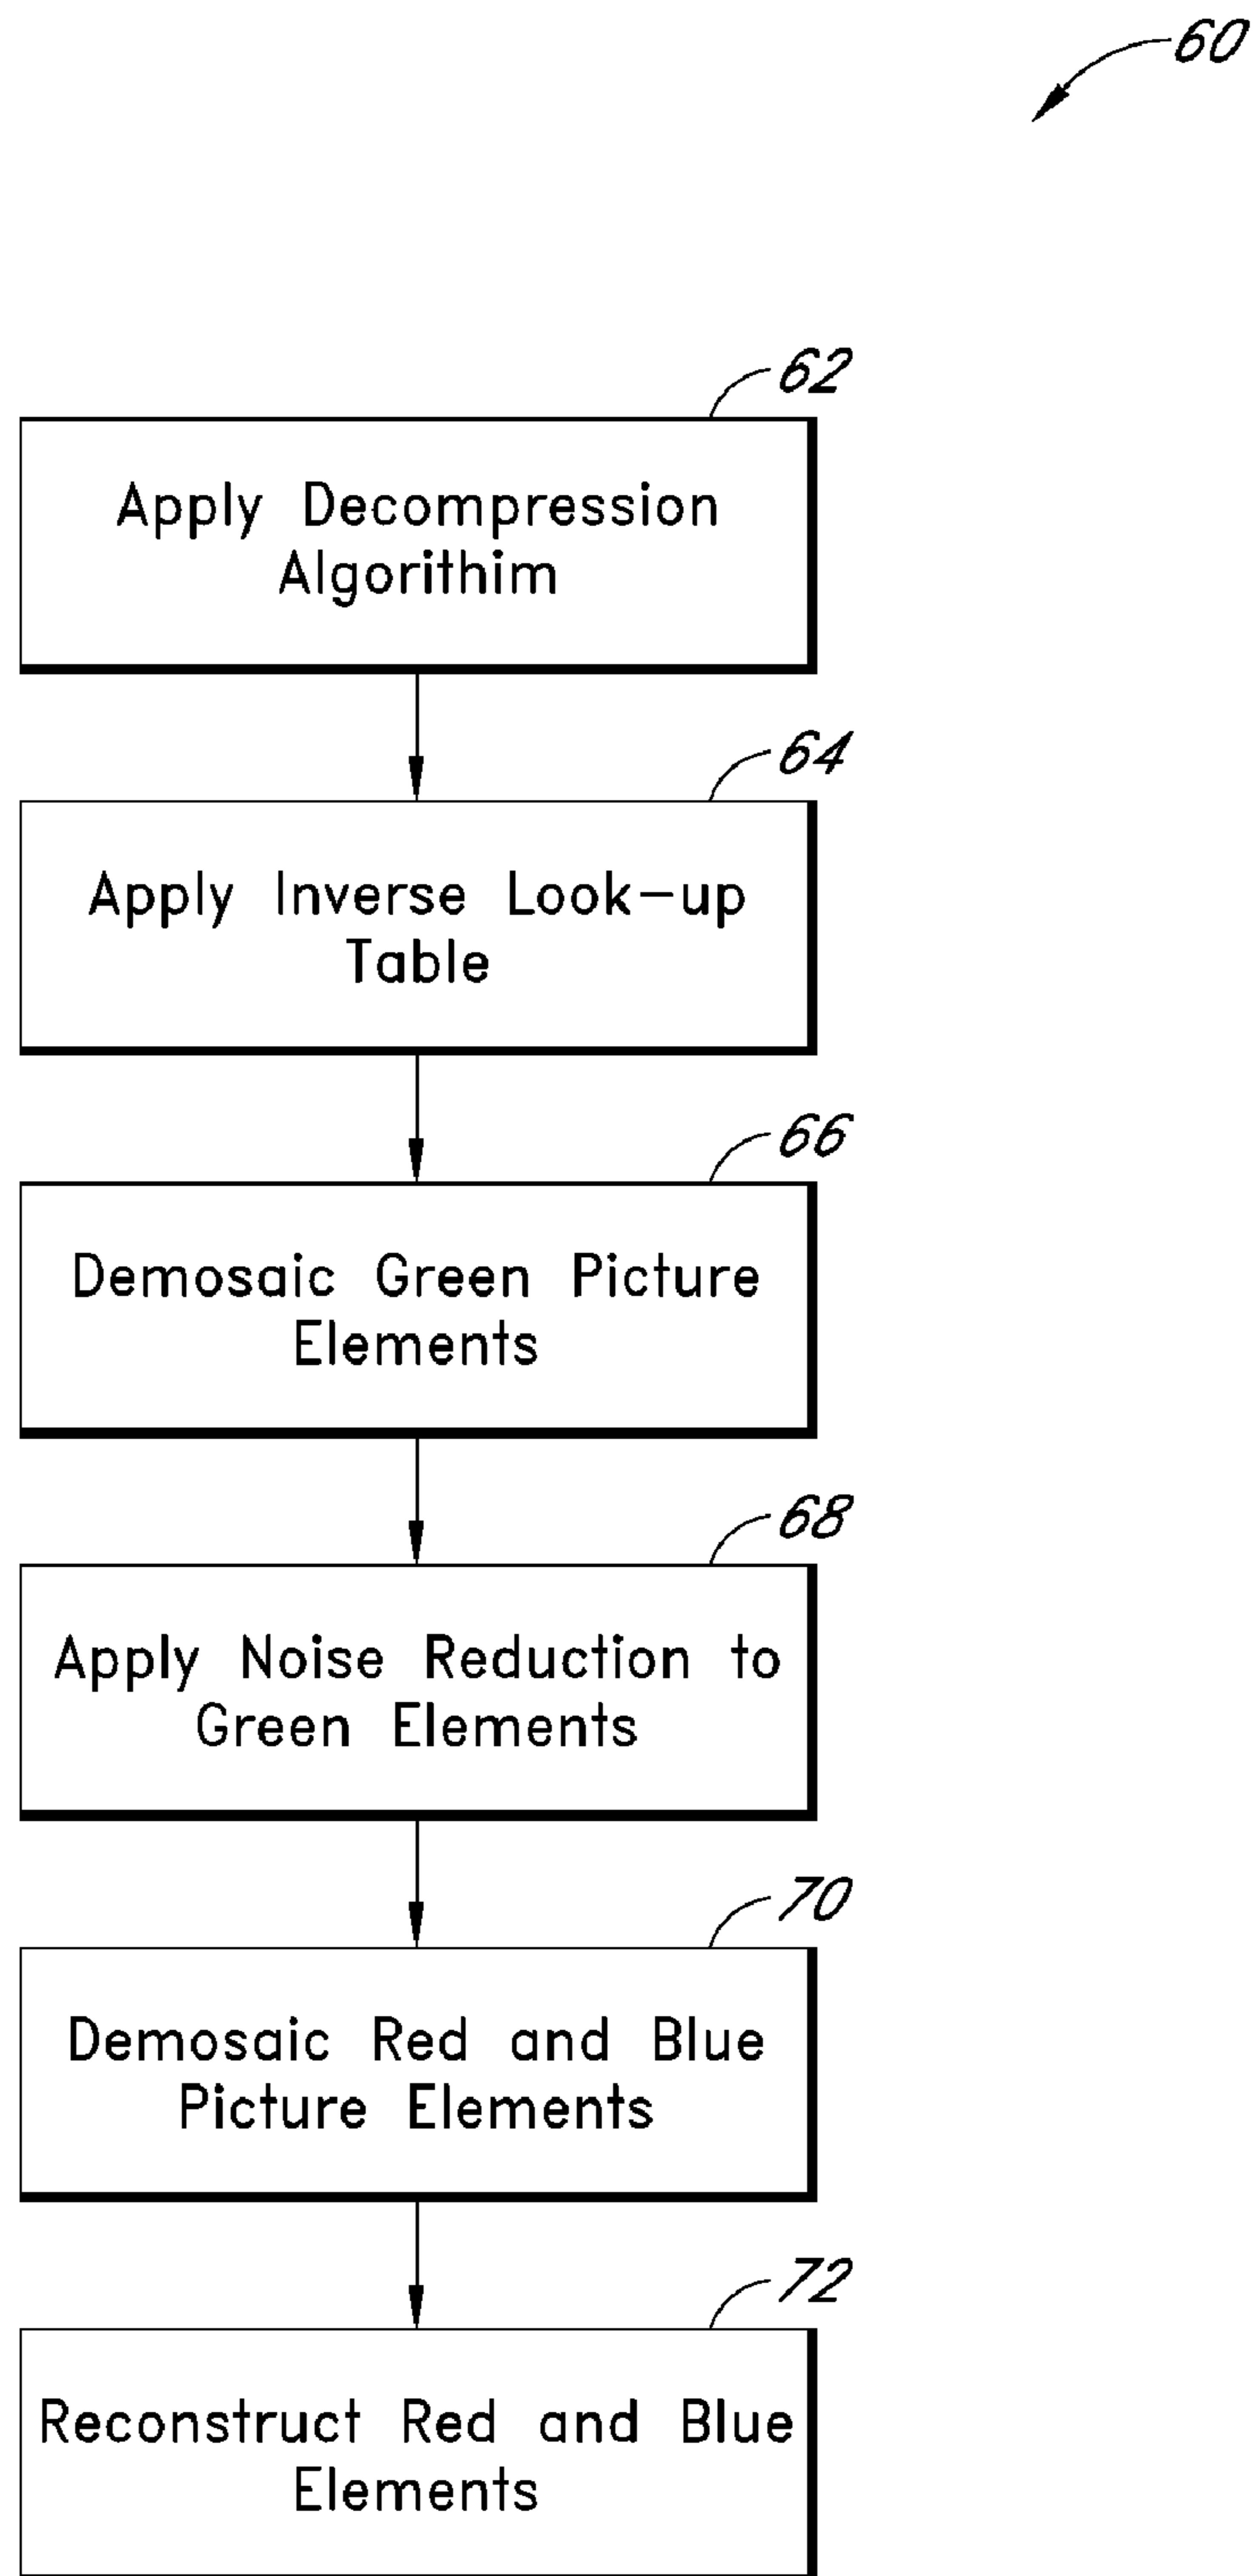 60
62
Apply Decompression
Algorithim
64
Apply Inverse Look-up
Table
66
Demosaic Green Picture
Elements
68
Apply Noise Reduction to
Green Elements
70
Demosaic Red and Blue
Picture Elements
72
Reconstruct Red and Blue
Elements